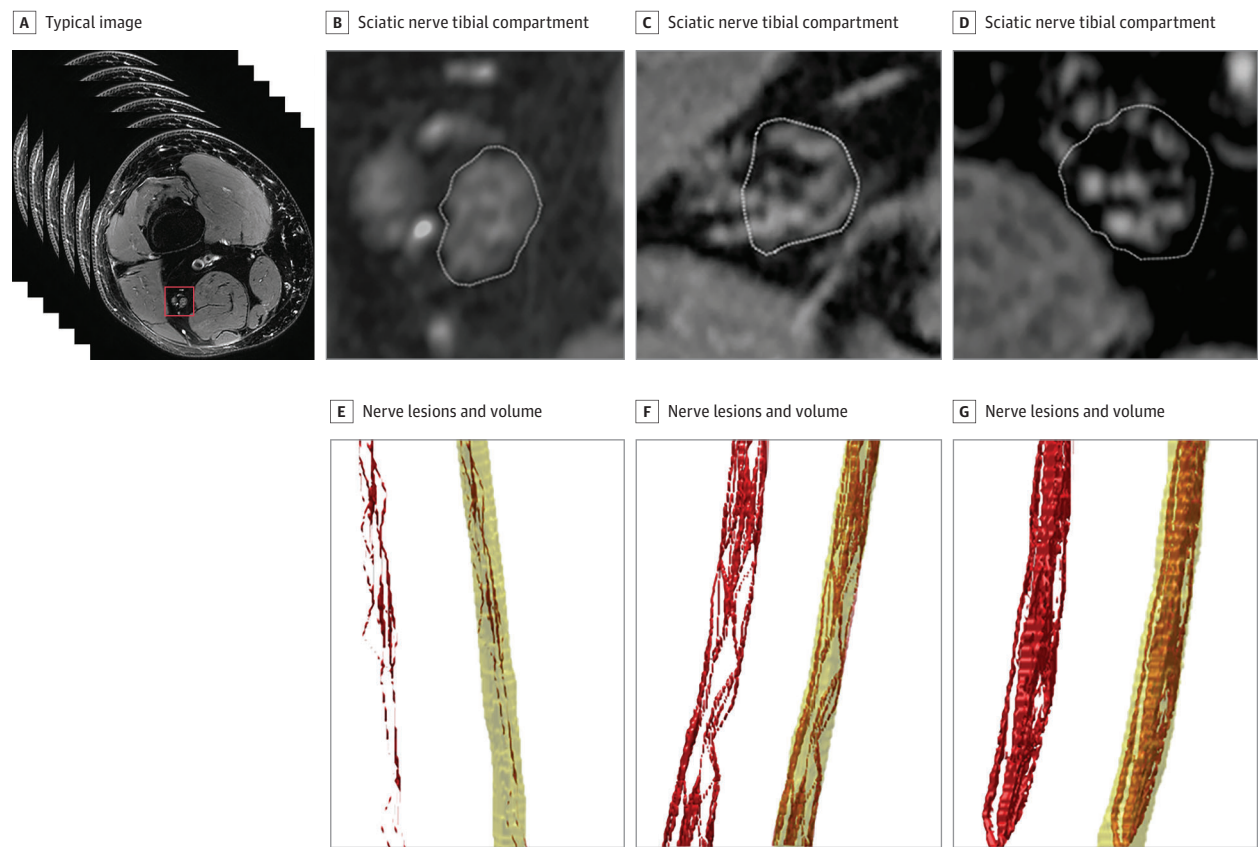 A Typical image
B Sciatic nerve tibial compartment
C Sciatic nerve tibial compartment
D Sciatic nerve tibial compartment
E Nerve lesions and volume
F Nerve lesions and volume
G Nerve lesions and volume